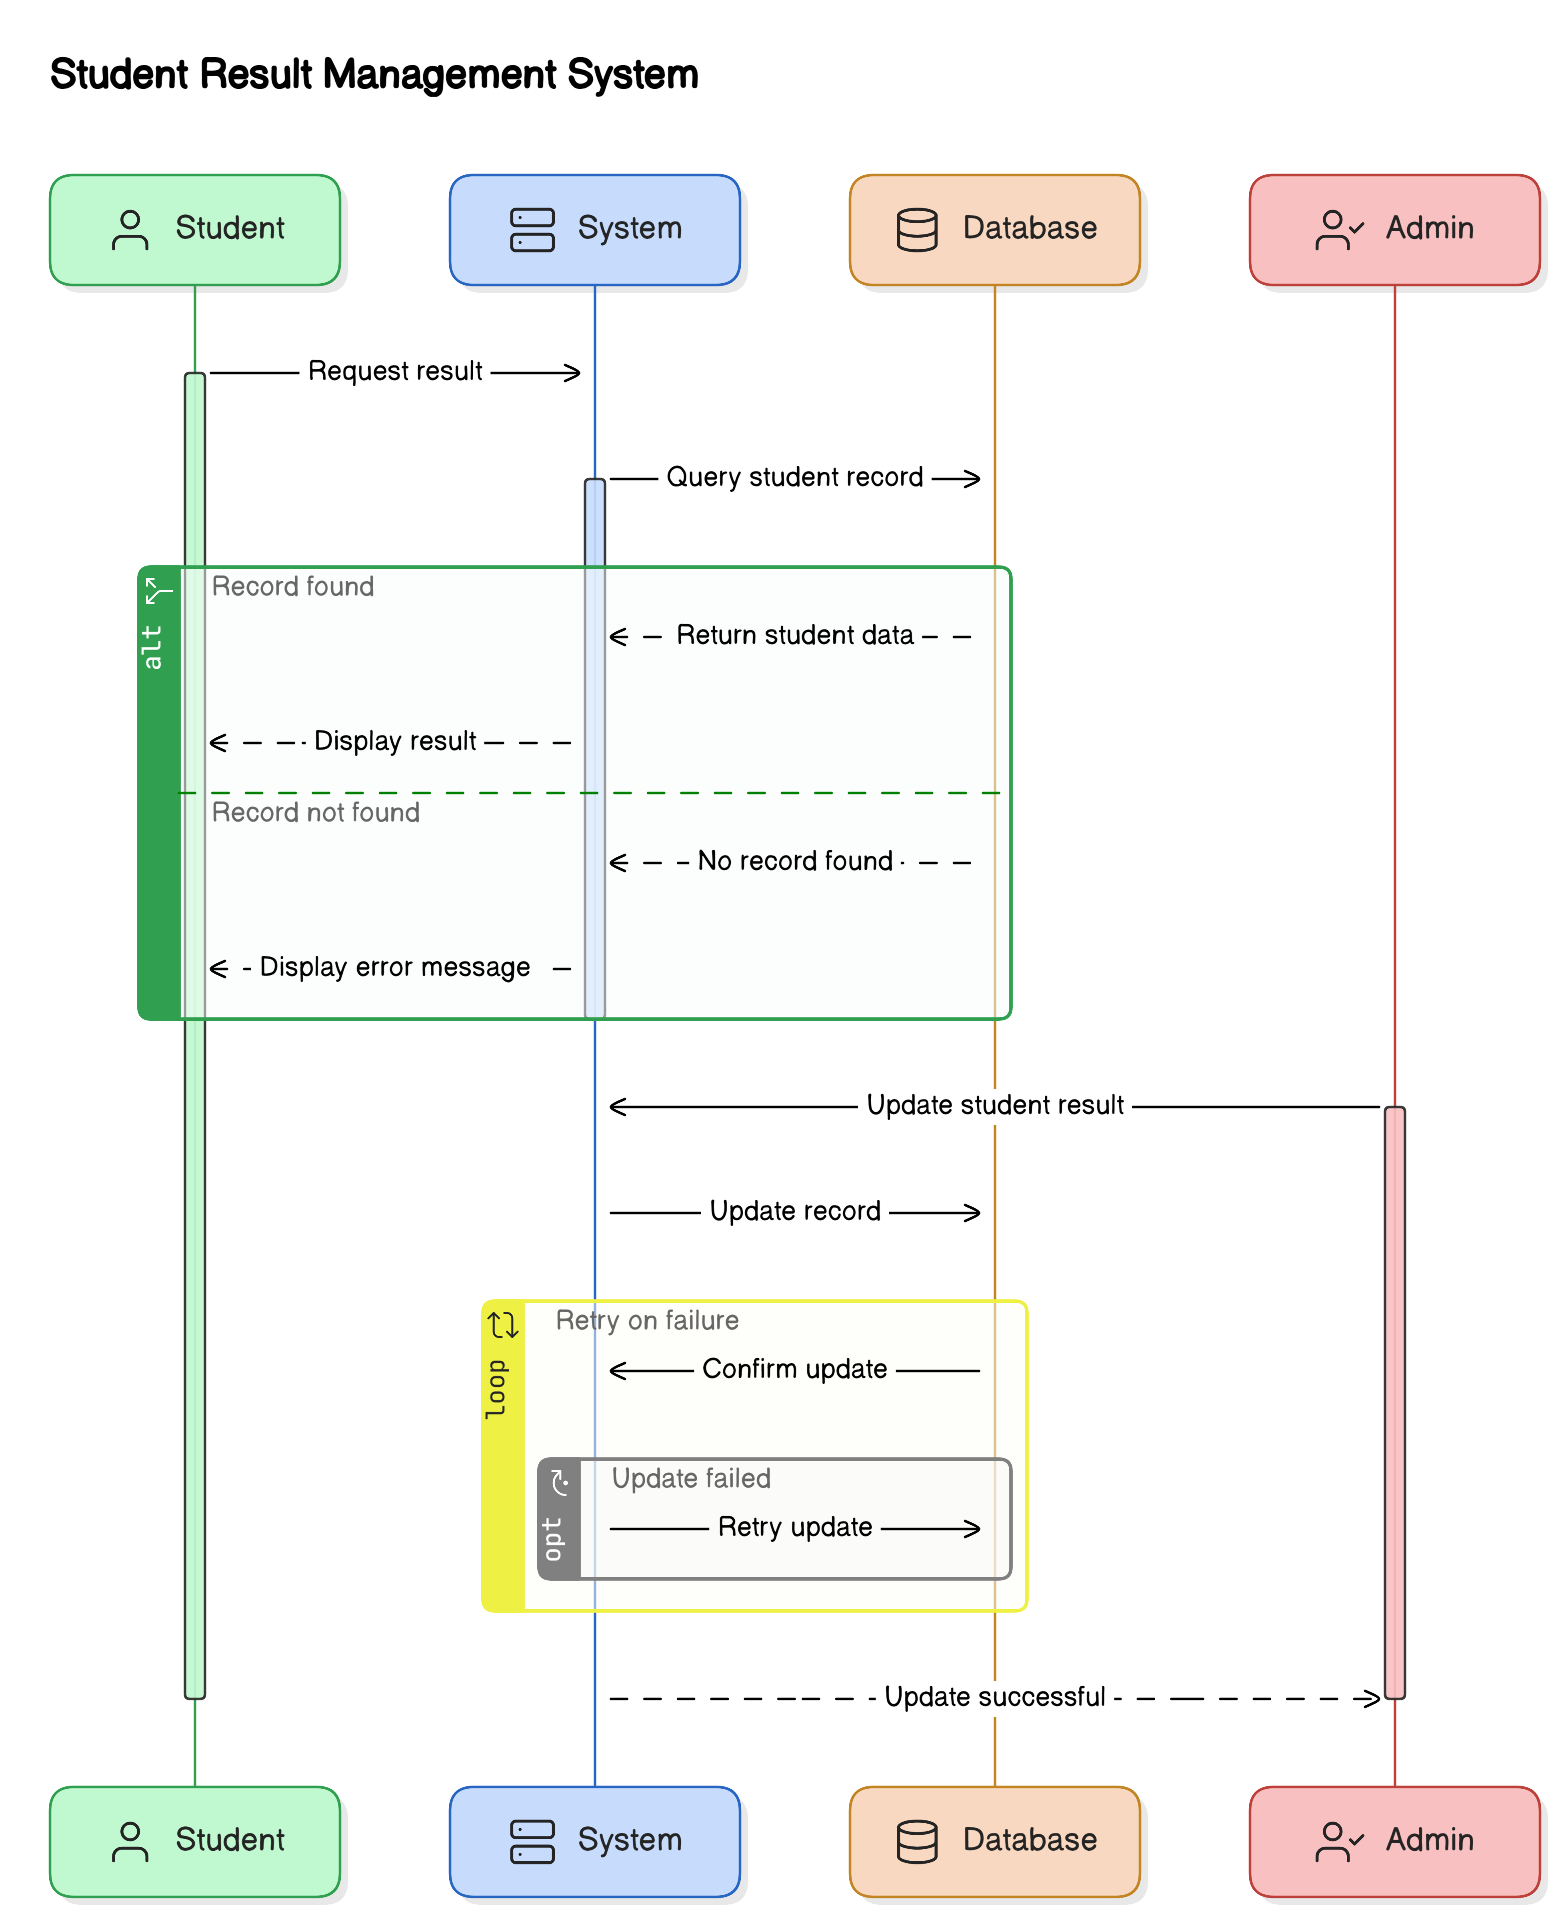 Student Result Management System
Student
System
Database
Admin
Request result
Query student record
alt
Record found
Return student data
Display result
Record not found
No record found
Display error message
Update student result
Update record
loop
Retry on failure
Confirm update
opt
Update failed
Retry update
Update successful
Student
System
Database
Admin